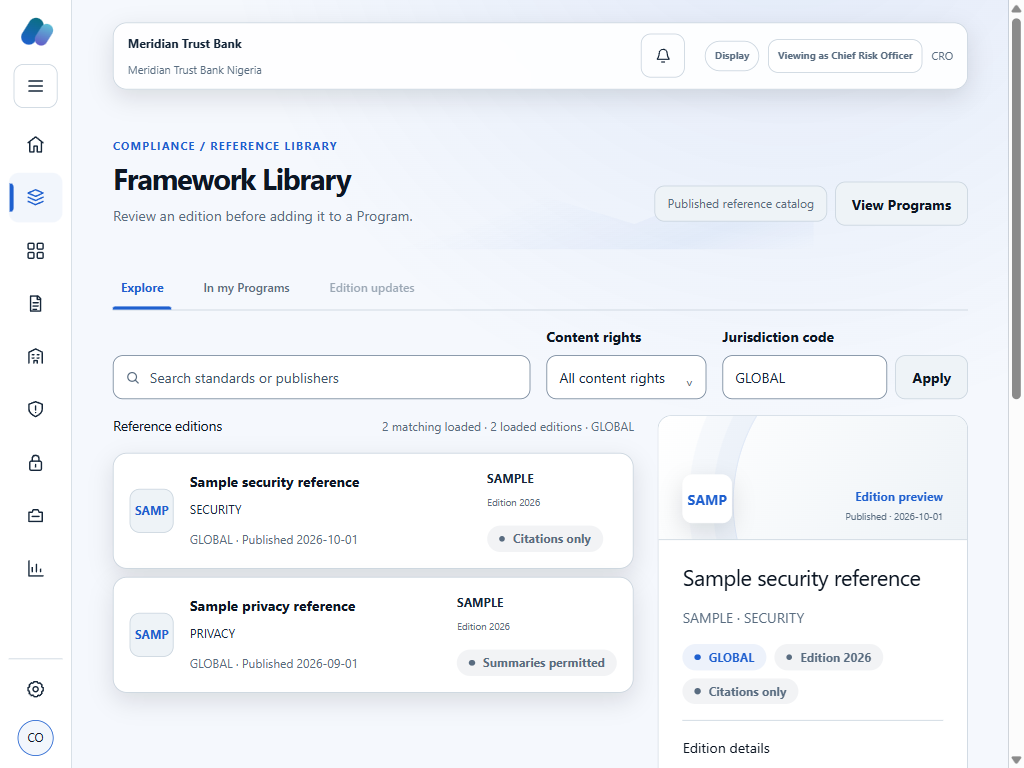 Meridian Trust Bank
Meridian Trust Bank Nigeria
Display
Viewing as Chief Risk Officer
CRO
COMPLIANCE / REFERENCE LIBRARY
Framework Library
Review an edition before adding it to a Program.
Published reference catalog
View Programs
Explore
In my Programs
Edition updates
Content rights
Jurisdiction code
Search standards or publishers
All content rights
GLOBAL
Apply
Reference editions
2 matching loaded · 2 loaded editions · GLOBAL
SAMP
Sample security reference
SECURITY
GLOBAL · Published 2026-10-01
SAMPLE
Edition 2026
Citations only
SAMP
Sample privacy reference
PRIVACY
GLOBAL · Published 2026-09-01
SAMPLE
Edition 2026
Summaries permitted
SAMP
Edition preview
Published · 2026-10-01
Sample security reference
SAMPLE · SECURITY
GLOBAL
Edition 2026
Citations only
Edition details
CO